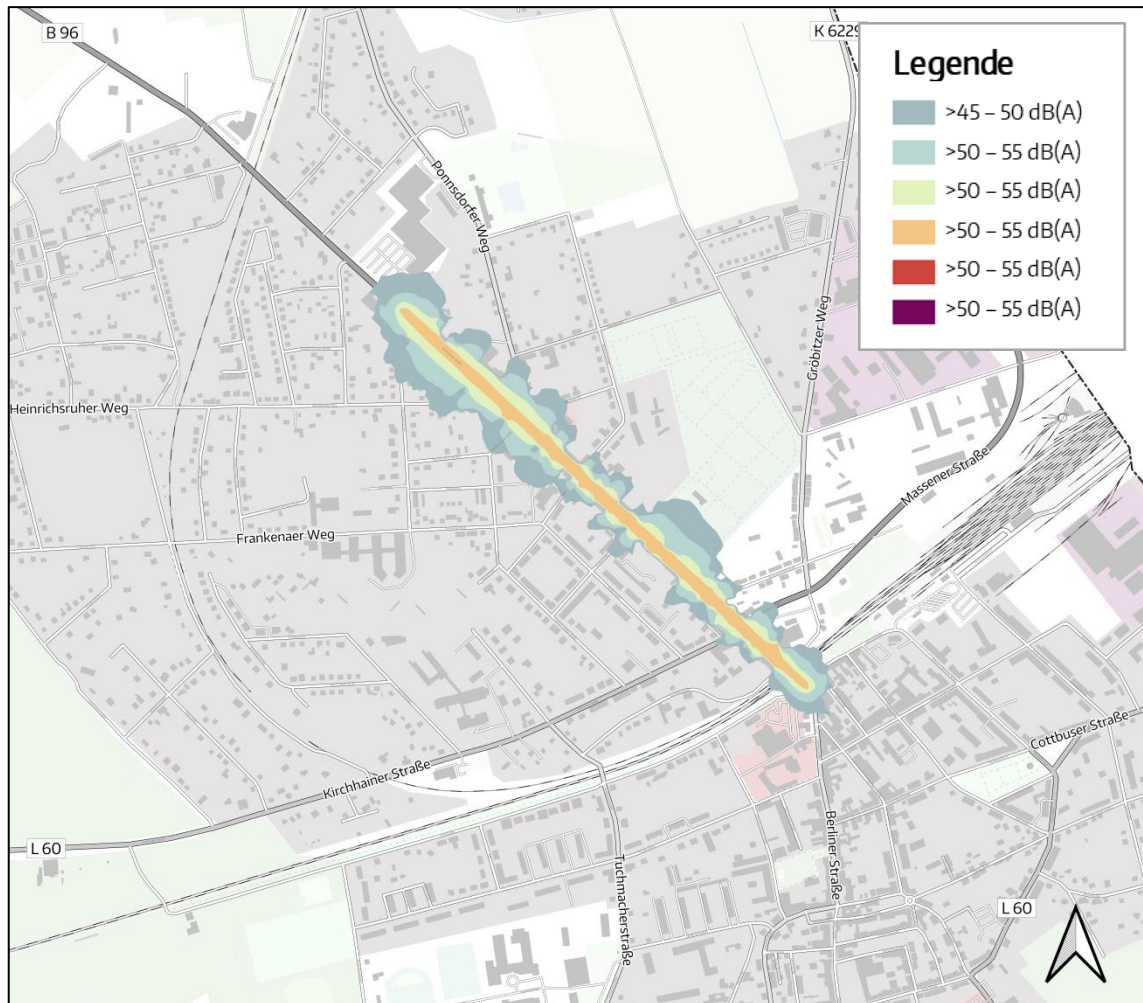 B 96
K 6229
Legende
>45 – 50 dB(A)
>50 – 55 dB(A)
>50 – 55 dB(A)
>50 – 55 dB(A)
>50 – 55 dB(A)
>50 – 55 dB(A)
Ponnsdorfer Weg
Gröbitzer Weg
Heinrichsruher Weg
Massener Straße
Frankenaer Weg
Cottbuser Straße
Kirchhainer Straße
L 60
Berliner Straße
Tuchmacherstraße
L 60